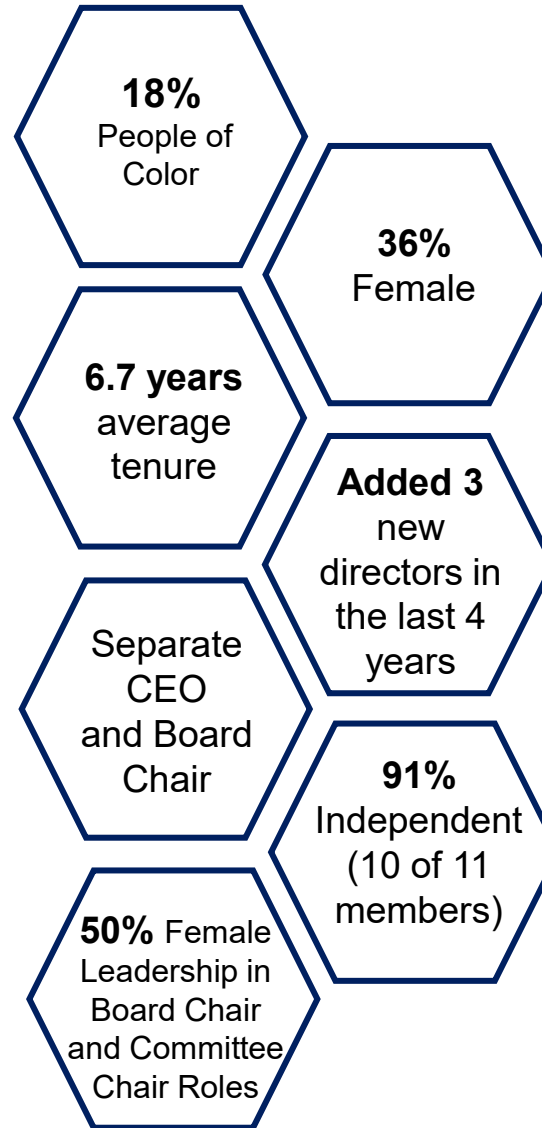 18%
People of
Color
36%
Female
6.7 years
average
tenure
Added 3
new
directors in
the last 4
years
Separate
CEO
and Board
Chair
91%
Independent
(10 of 11
members)
50% Female
Leadership in
Board Chair
and Committee
Chair Roles